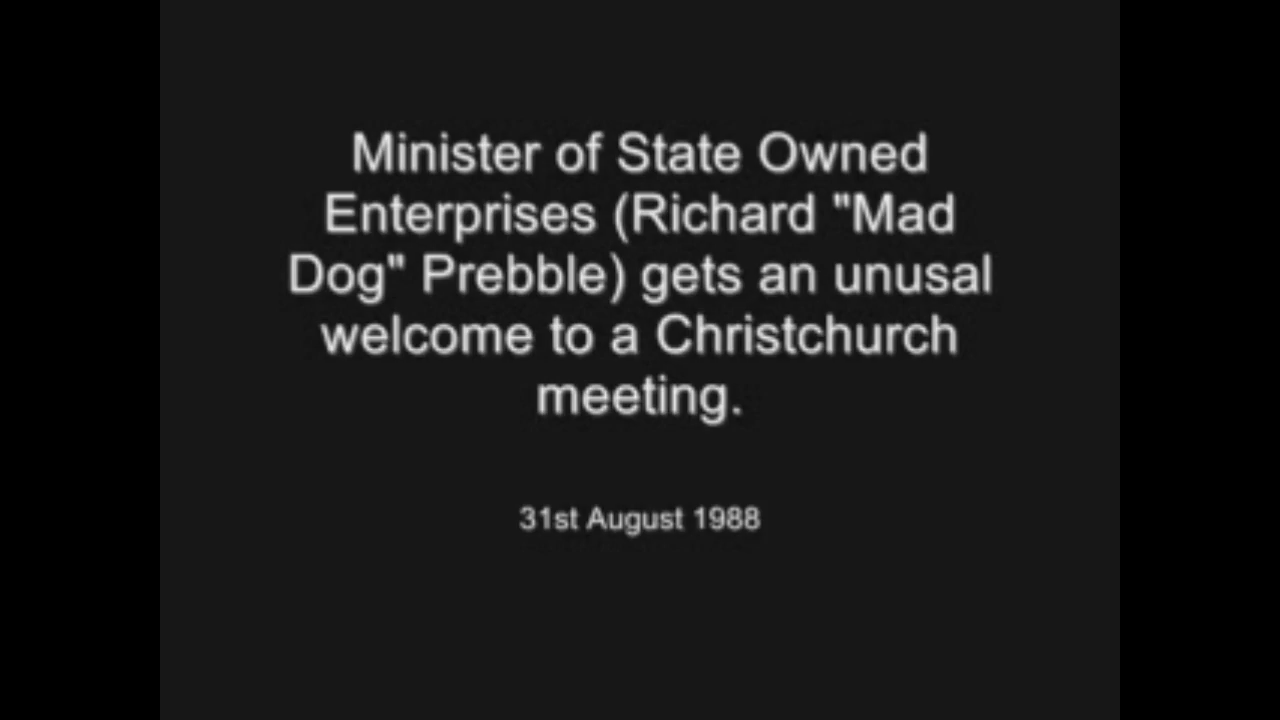 Minister of State Owned
Enterprises (Richard "Mad
Dog" Prebble) gets an unusal
welcome to a Christchurch
meeting.
31st August 1988